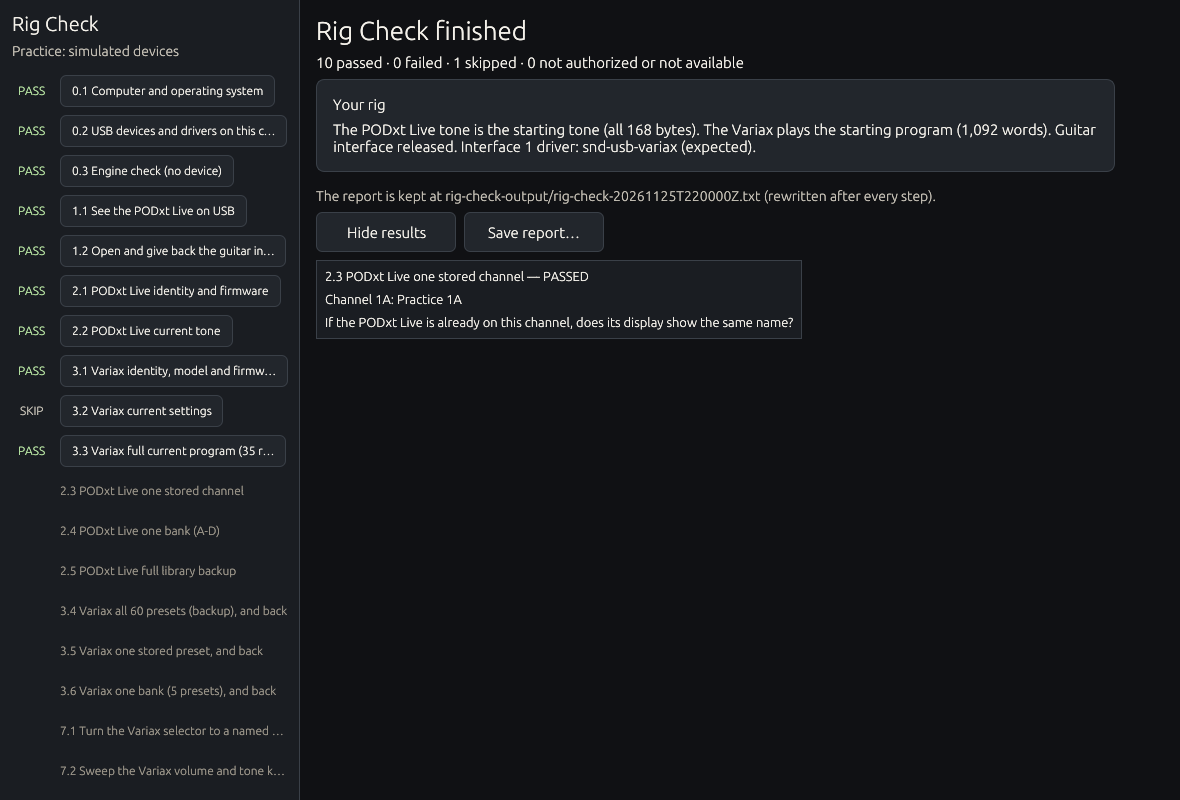 Rig Check
Practice: simulated devices
PASS 0.1 Computer and operating system
PASS 0.2 USB devices and drivers on this c…
PASS 0.3 Engine check (no device)
PASS 1.1 See the PODxt Live on USB
PASS 1.2 Open and give back the guitar in…
PASS 2.1 PODxt Live identity and firmware
PASS 2.2 PODxt Live current tone
PASS 3.1 Variax identity, model and firmw…
SKIP 3.2 Variax current settings
PASS 3.3 Variax full current program (35 r…
2.3 PODxt Live one stored channel
2.4 PODxt Live one bank (A-D)
2.5 PODxt Live full library backup
3.4 Variax all 60 presets (backup), and back
3.5 Variax one stored preset, and back
3.6 Variax one bank (5 presets), and back
7.1 Turn the Variax selector to a named …
7.2 Sweep the Variax volume and tone k…
Rig Check finished
10 passed · 0 failed · 1 skipped · 0 not authorized or not available
Your rig
The PODxt Live tone is the starting tone (all 168 bytes). The Variax plays the starting program (1,092 words). Guitar
interface released. Interface 1 driver: snd-usb-variax (expected).
The report is kept at rig-check-output/rig-check-20261125T220000Z.txt (rewritten after every step).
Hide results
Save report…
2.3 PODxt Live one stored channel — PASSED
Channel 1A: Practice 1A
If the PODxt Live is already on this channel, does its display show the same name?